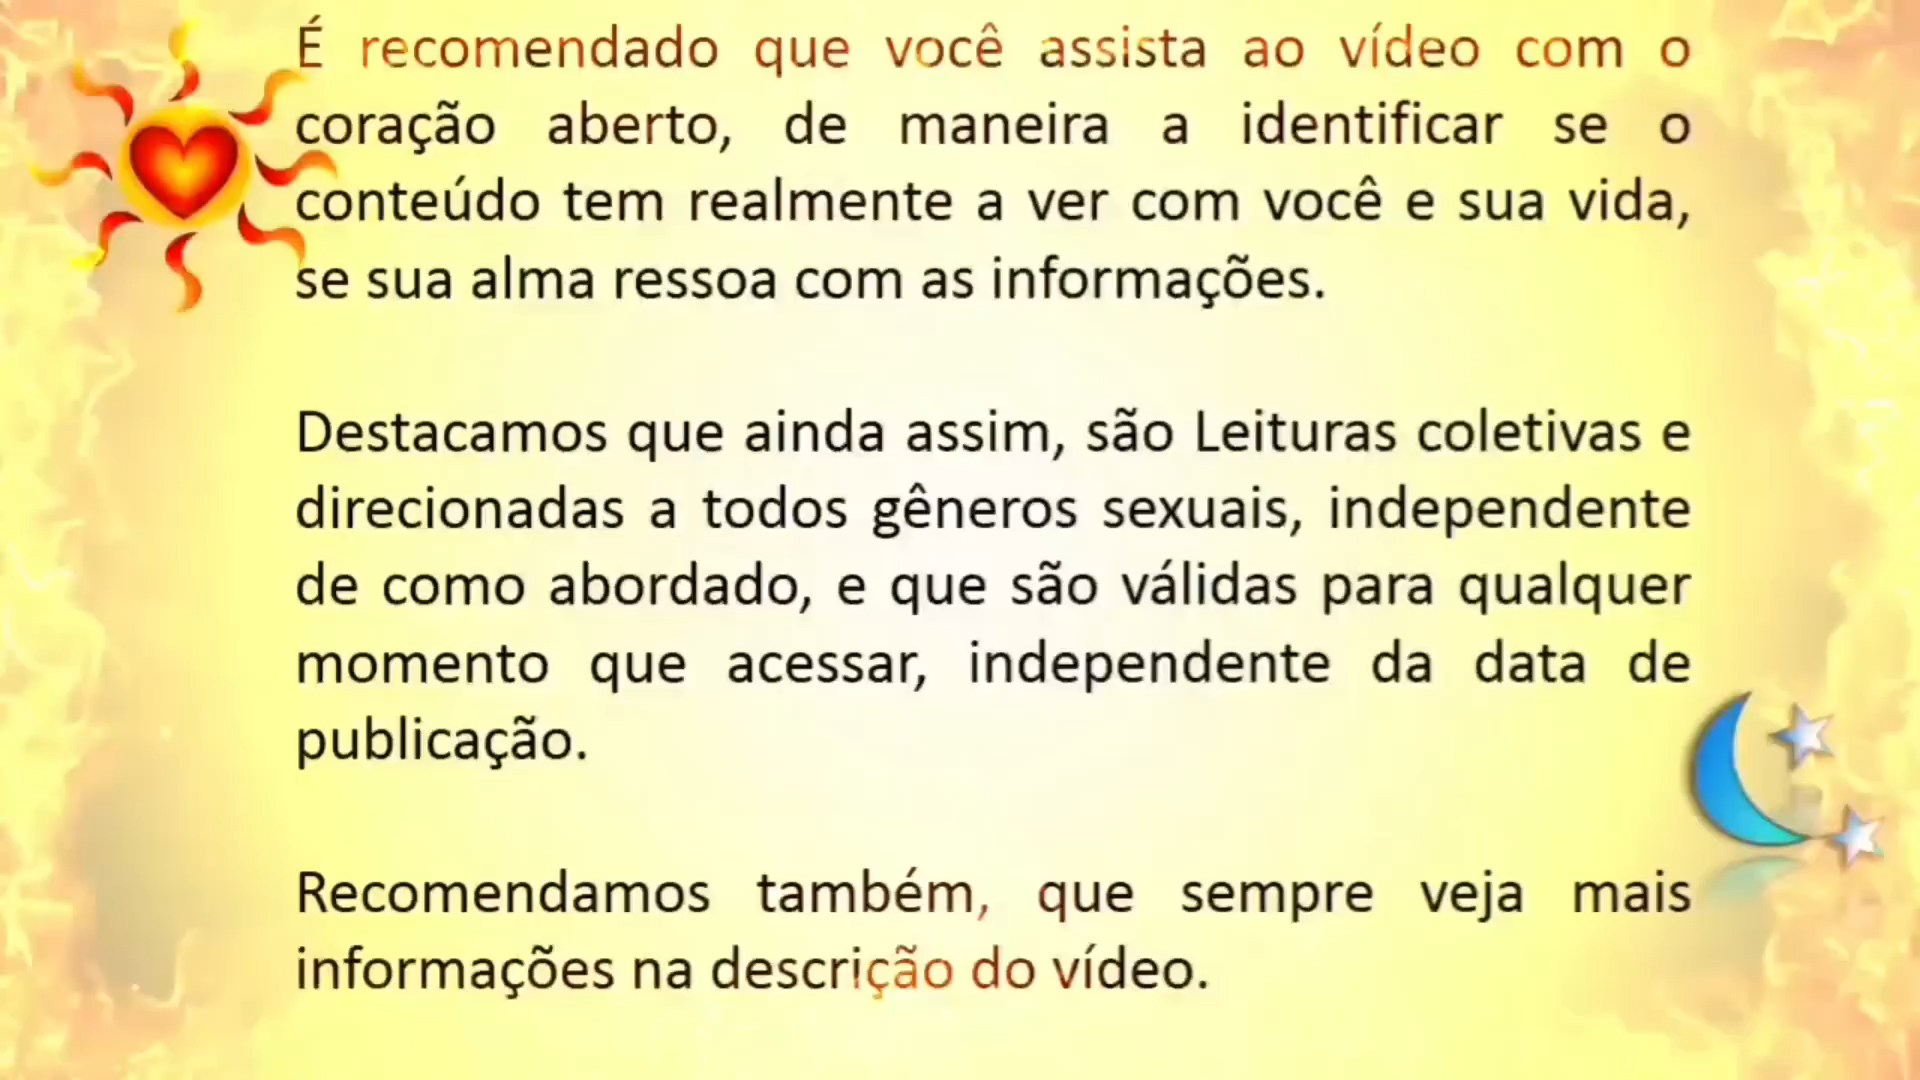 É recomendado que você assista ao vídeo com o
coração aberto, de maneira a identificar se o
conteúdo tem realmente a ver com você e sua vida,
se sua alma ressoa com as informações.
Destacamos que ainda assim, são Leituras coletivas e
direcionadas a todos gêneros sexuais, independente
de como abordado, e que são válidas para qualquer
momento que acessar, independente da data de
publicação.
Recomendamos também, que sempre veja mais
informações na descrição do vídeo.